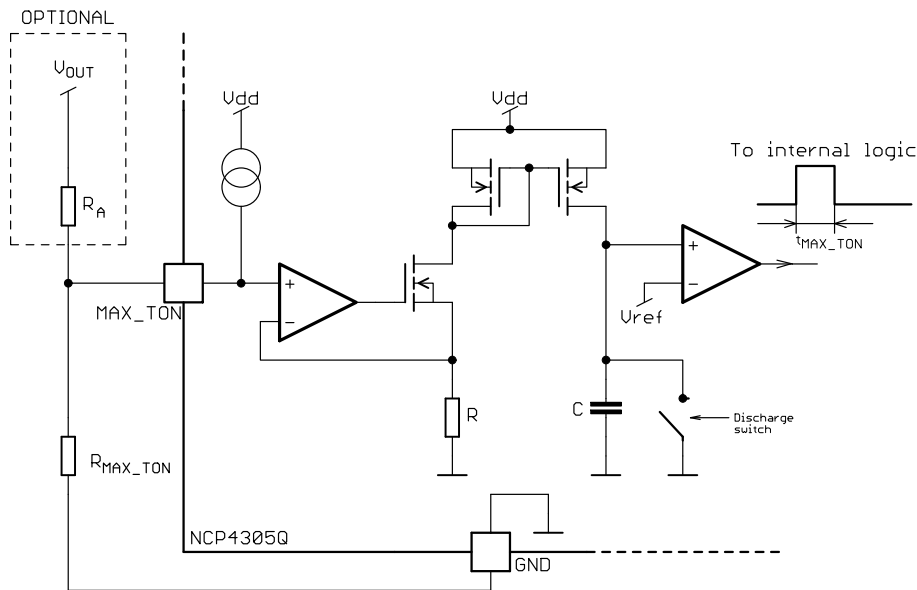 OPTIONAL
VOUT
RA
Vdd
Vdd
To internal logic
tMAX_TON
+
−
+
−
Vref
MAX_TON
R
C
Discharge
switch
RMAX_TON
NCP4305Q
GND